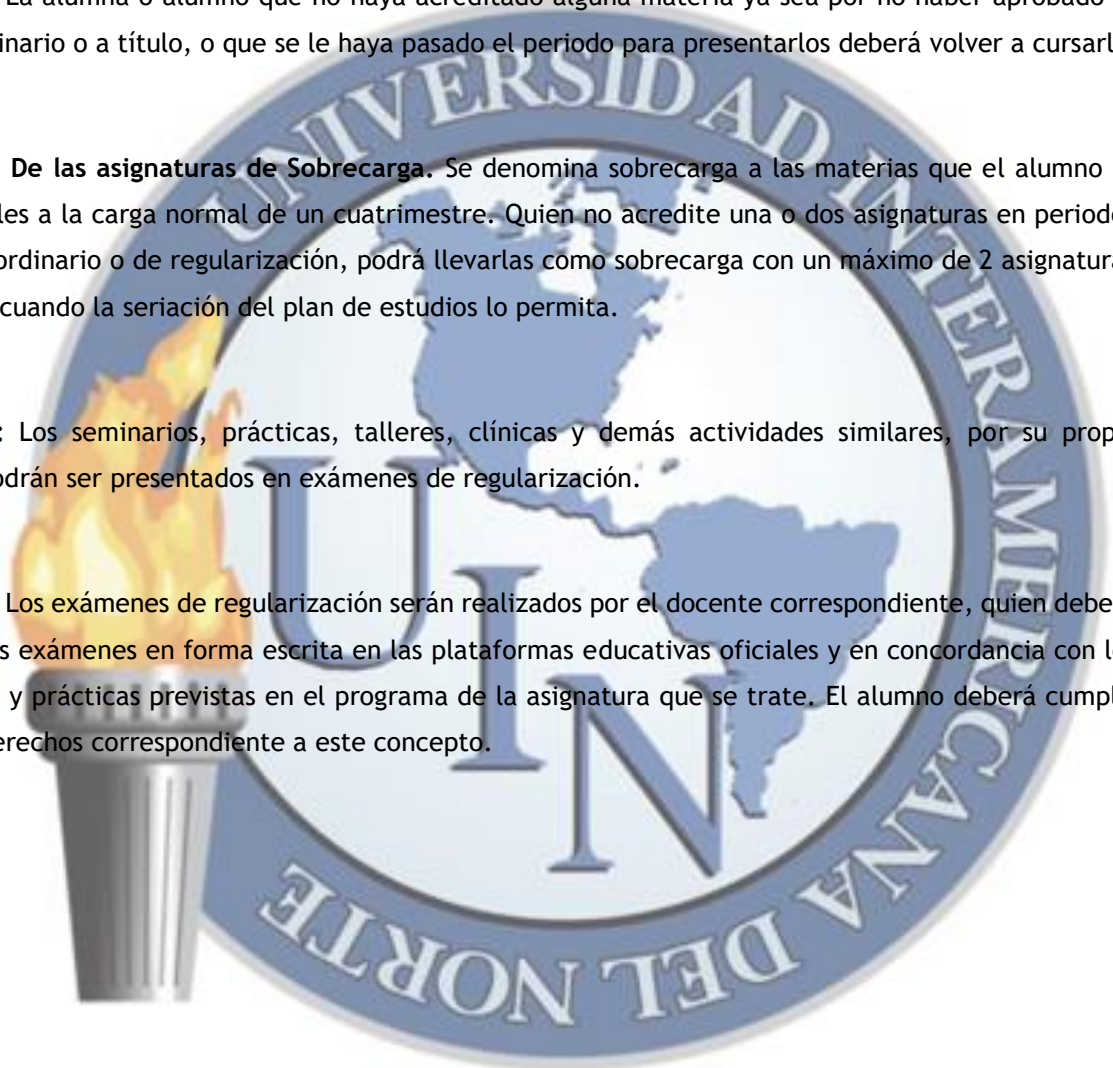 La alumna o alumno que no haya acreditado alguna materia ya sea por no haber aprobado
inario o a título, o que se le haya pasado el periodo para presentarlos deberá volver a cursarl
De las asignaturas de Sobrecarga. Se denomina sobrecarga a las materias que el alumno
les a la carga normal de un cuatrimestre. Quien no acredite una o dos asignaturas en period
ordinario o de regularización, podrá llevarlas como sobrecarga con un máximo de 2 asignatura
cuando la seriación del plan de estudios lo permita.
: Los seminarios, prácticas, talleres, clínicas y demás actividades similares, por su prop
odrán ser presentados en exámenes de regularización.
Los exámenes de regularización serán realizados por el docente correspondiente, quien debe
s exámenes en forma escrita en las plataformas educativas oficiales y en concordancia con l
y prácticas previstas en el programa de la asignatura que se trate. El alumno deberá cumpl
erechos correspondiente a este concepto.
UNIVERSIDAD INTERAMERICANA DEL NORTE
UIN